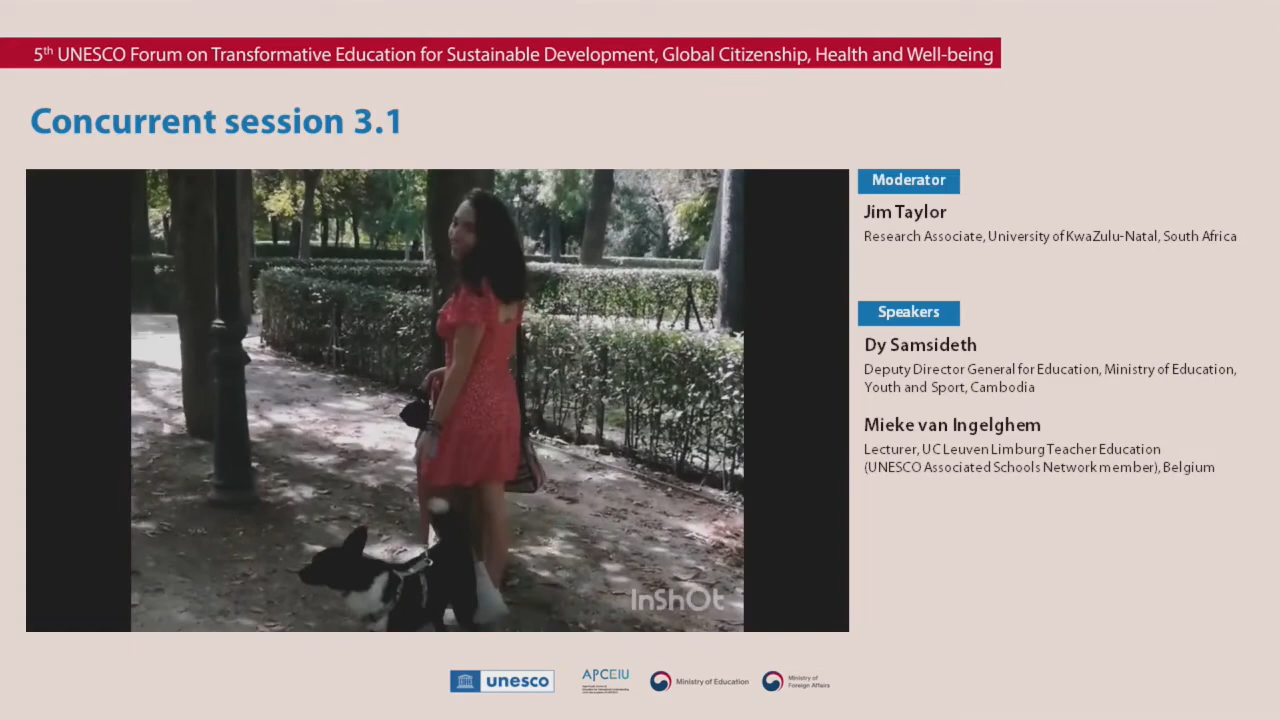 5th UNESCO Forum on Transformative Education for Sustainable Development, Global Citizenship, Health and Well-being
Concurrent session 3.1
Moderator
Jim Taylor
Research Associate, University of KwaZulu-Natal, South Africa
Speakers
Dy Samsideth
Deputy Director General for Education, Ministry of Education,
Youth and Sport, Cambodia
Mieke van Ingelghem
Lecturer, UC Leuven Limburg Teacher Education
(UNESCO Associated Schools Network member), Belgium
InShOt
unesco
APCEIU
Ministry of Education
Ministry of
Foreign Affairs